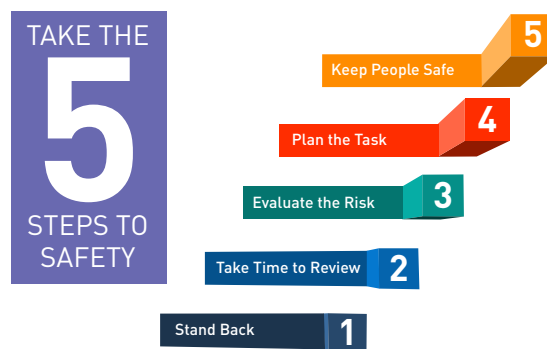 TAKE THE
5
STEPS TO
SAFETY
5
Keep People Safe
4
Plan the Task
3
Evaluate the Risk
2
Take Time to Review
1
Stand Back